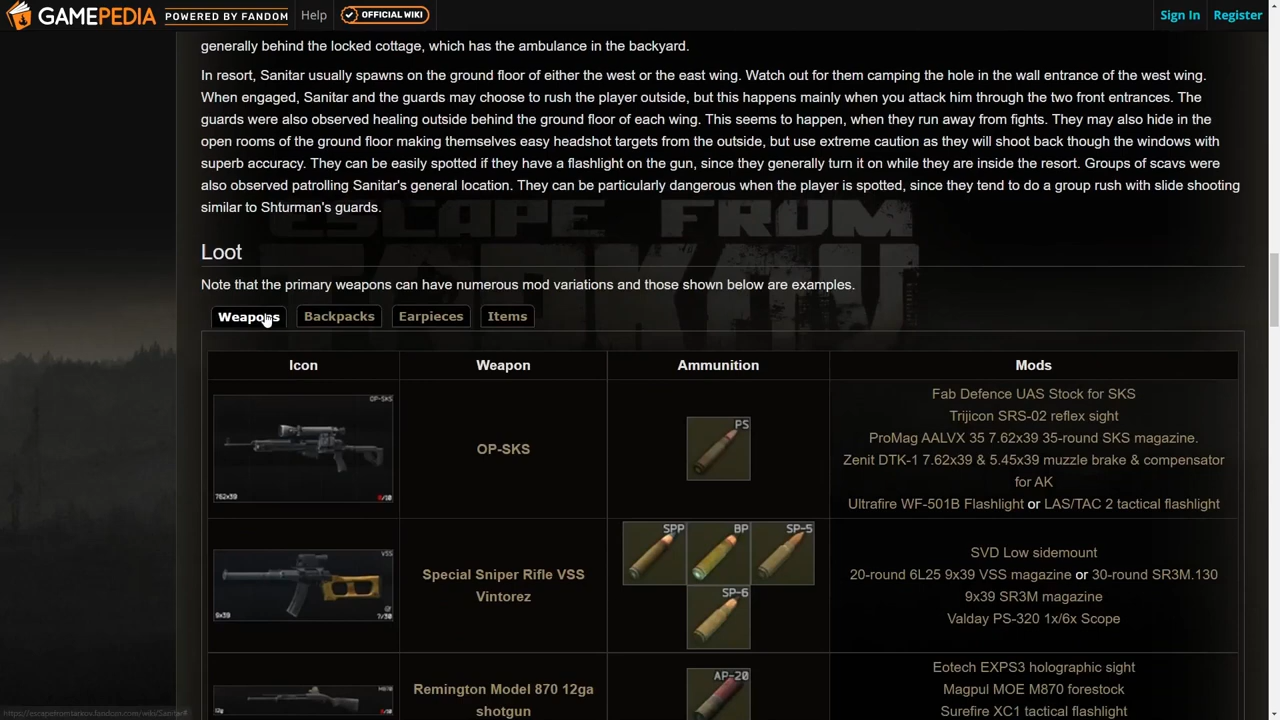 GAMEPEDIA POWERED BY FANDOM Help OFFICIAL WIKI Sign In Register
generally behind the locked cottage, which has the ambulance in the backyard.
In resort, Sanitar usually spawns on the ground floor of either the west or the east wing. Watch out for them camping the hole in the wall entrance of the west wing.
When engaged, Sanitar and the guards may choose to rush the player outside, but this happens mainly when you attack him through the two front entrances. The
guards were also observed healing outside behind the ground floor of each wing. This seems to happen, when they run away from fights. They may also hide in the
open rooms of the ground floor making themselves easy headshot targets from the outside, but use extreme caution as they will shoot back though the windows with
superb accuracy. They can be easily spotted if they have a flashlight on the gun, since they generally turn it on while they are inside the resort. Groups of scavs were
also observed patrolling Sanitar's general location. They can be particularly dangerous when the player is spotted, since they tend to do a group rush with slide shooting
similar to Shturman's guards.
ESCAPE FROM
TARKOV
Loot
Note that the primary weapons can have numerous mod variations and those shown below are examples.
Weapons Backpacks Earpieces Items
Icon Weapon Ammunition Mods
OP-SKS
762x39
OP-SKS
PS
Fab Defence UAS Stock for SKS
Trijicon SRS-02 reflex sight
ProMag AALVX 35 7.62x39 35-round SKS magazine.
Zenit DTK-1 7.62x39 & 5.45x39 muzzle brake & compensator
for AK
Ultrafire WF-501B Flashlight or LAS/TAC 2 tactical flashlight
VSS
9x39
Special Sniper Rifle VSS
Vintorez
SPP BP SP-5
SP-6
SVD Low sidemount
20-round 6L25 9x39 VSS magazine or 30-round SR3M.130
9x39 SR3M magazine
Valday PS-320 1x/6x Scope
M870
12g
Remington Model 870 12ga
shotgun
AP-20
Eotech EXPS3 holographic sight
Magpul MOE M870 forestock
Surefire XC1 tactical flashlight
https://escapefromtarkov.fandom.com/wiki/Sanitar#